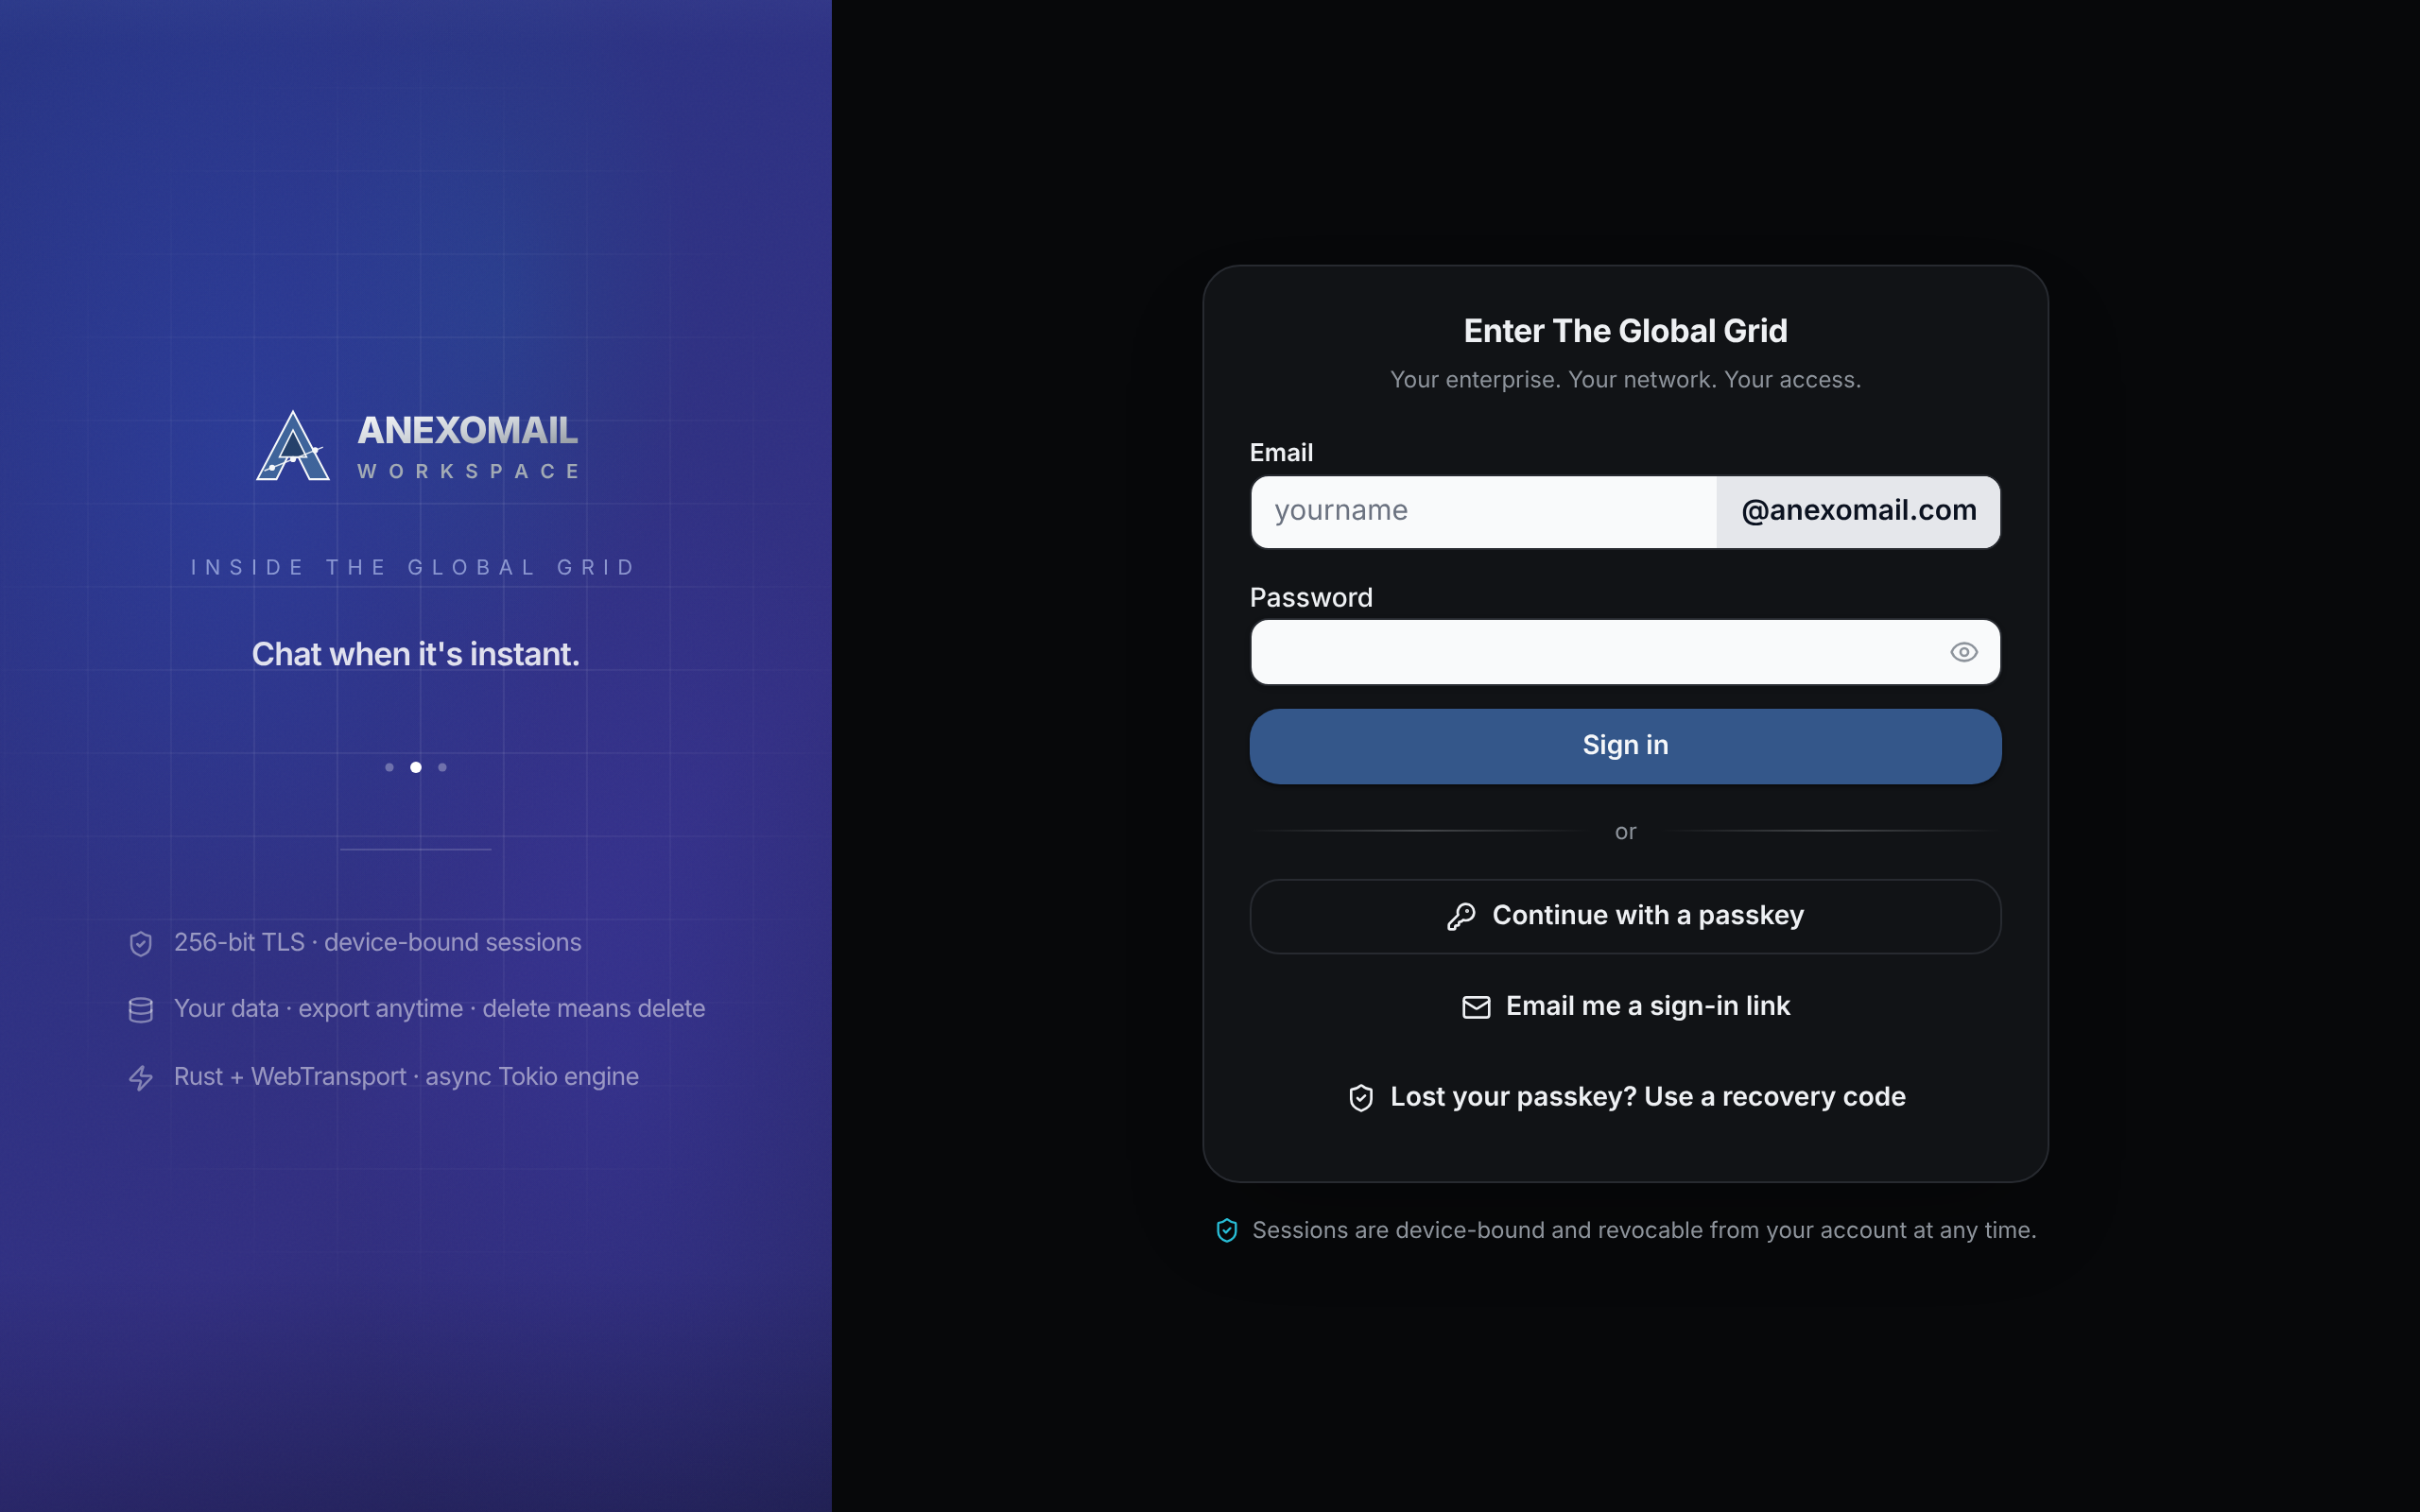 ANEXOMAIL
WORKSPACE
INSIDE THE GLOBAL GRID
Chat when it's instant.
256-bit TLS · device-bound sessions
Your data · export anytime · delete means delete
Rust + WebTransport · async Tokio engine
Enter The Global Grid
Your enterprise. Your network. Your access.
Email
yourname @anexomail.com
Password
Sign in
or
Continue with a passkey
Email me a sign-in link
Lost your passkey? Use a recovery code
Sessions are device-bound and revocable from your account at any time.